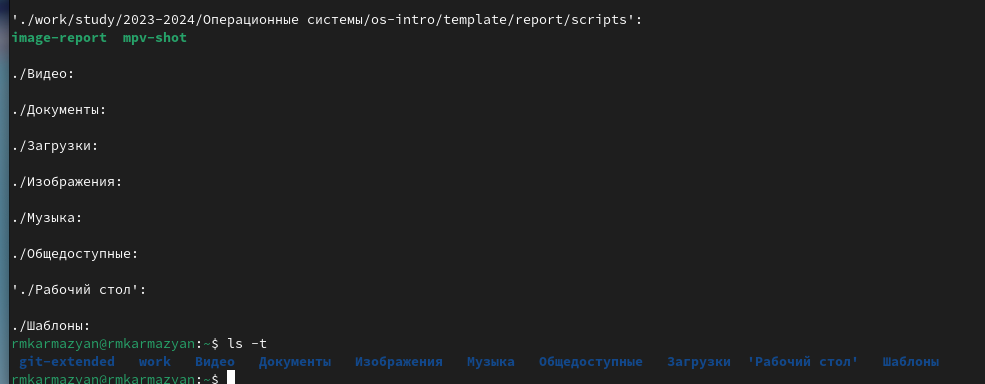 './work/study/2023-2024/Операционные системы/os-intro/template/report/scripts':
image-report  mpv-shot
./Видео:
./Документы:
./Загрузки:
./Изображения:
./Музыка:
./Общедоступные:
'./Рабочий стол':
./Шаблоны:
rmkarmazyan@rmkarmazyan:~$ ls -t
git-extended  work  Видео  Документы  Изображения  Музыка  Общедоступные  Загрузки  'Рабочий стол'  Шаблоны
rmkarmazyan@rmkarmazyan:~$